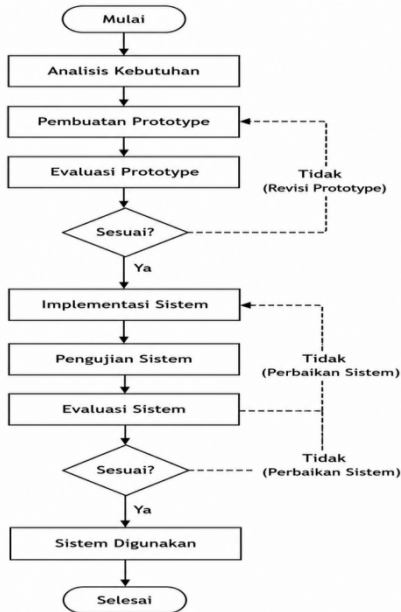 Mulai
Analisis Kebutuhan
Pembuatan Prototype
Evaluasi Prototype
Tidak
(Revisi Prototype)
Sesuai?
Ya
Implementasi Sistem
Pengujian Sistem
Tidak
(Perbaikan Sistem)
Evaluasi Sistem
Sesuai?
Tidak
(Perbaikan Sistem)
Ya
Sistem Digunakan
Selesai